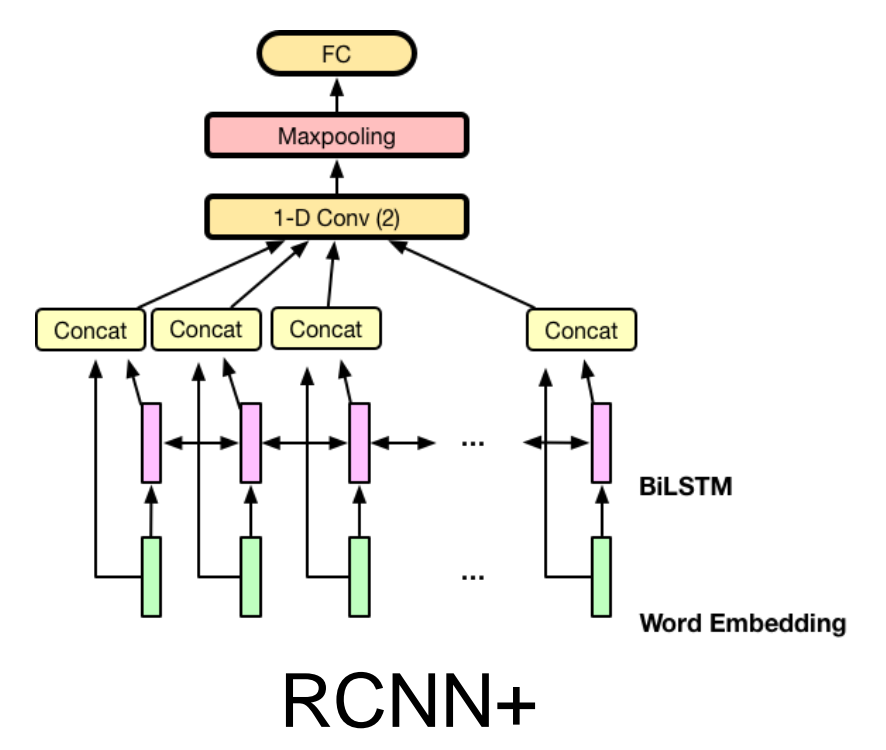 FC
Maxpooling
1-D Conv (2)
Concat Concat Concat Concat
...
BiLSTM
...
Word Embedding
RCNN+